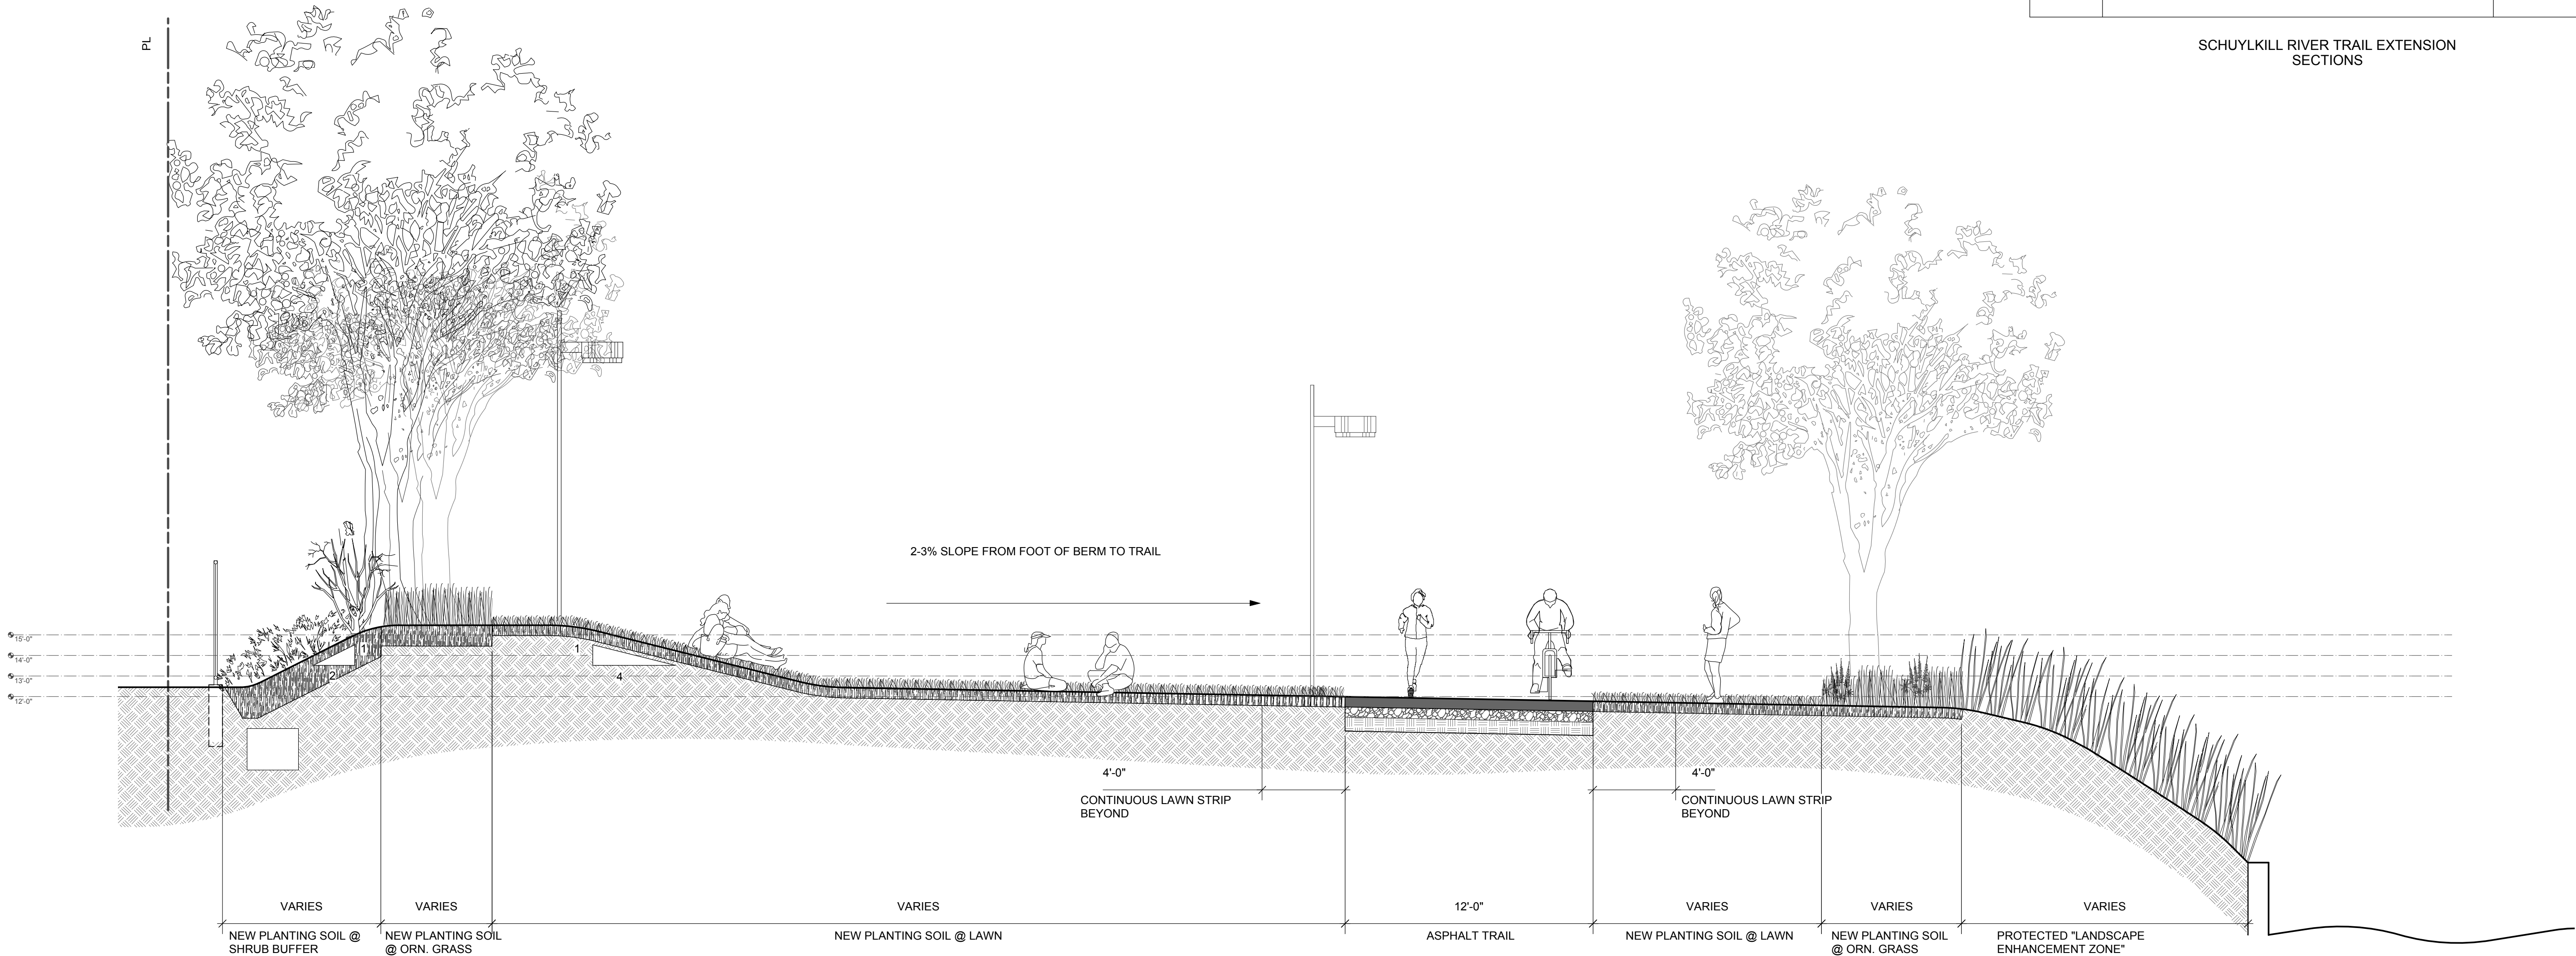 PL
SCHUYLKILL RIVER TRAIL EXTENSION
SECTIONS
2-3% SLOPE FROM FOOT OF BERM TO TRAIL
15'-0"
14'-0"
13'-0"
12'-0"
1
2
1
4
4'-0"
CONTINUOUS LAWN STRIP
BEYOND
4'-0"
CONTINUOUS LAWN STRIP
BEYOND
VARIES
NEW PLANTING SOIL @
SHRUB BUFFER
VARIES
NEW PLANTING SOIL
@ ORN. GRASS
VARIES
NEW PLANTING SOIL @ LAWN
12'-0"
ASPHALT TRAIL
VARIES
NEW PLANTING SOIL @ LAWN
VARIES
NEW PLANTING SOIL
@ ORN. GRASS
VARIES
PROTECTED "LANDSCAPE
ENHANCEMENT ZONE"